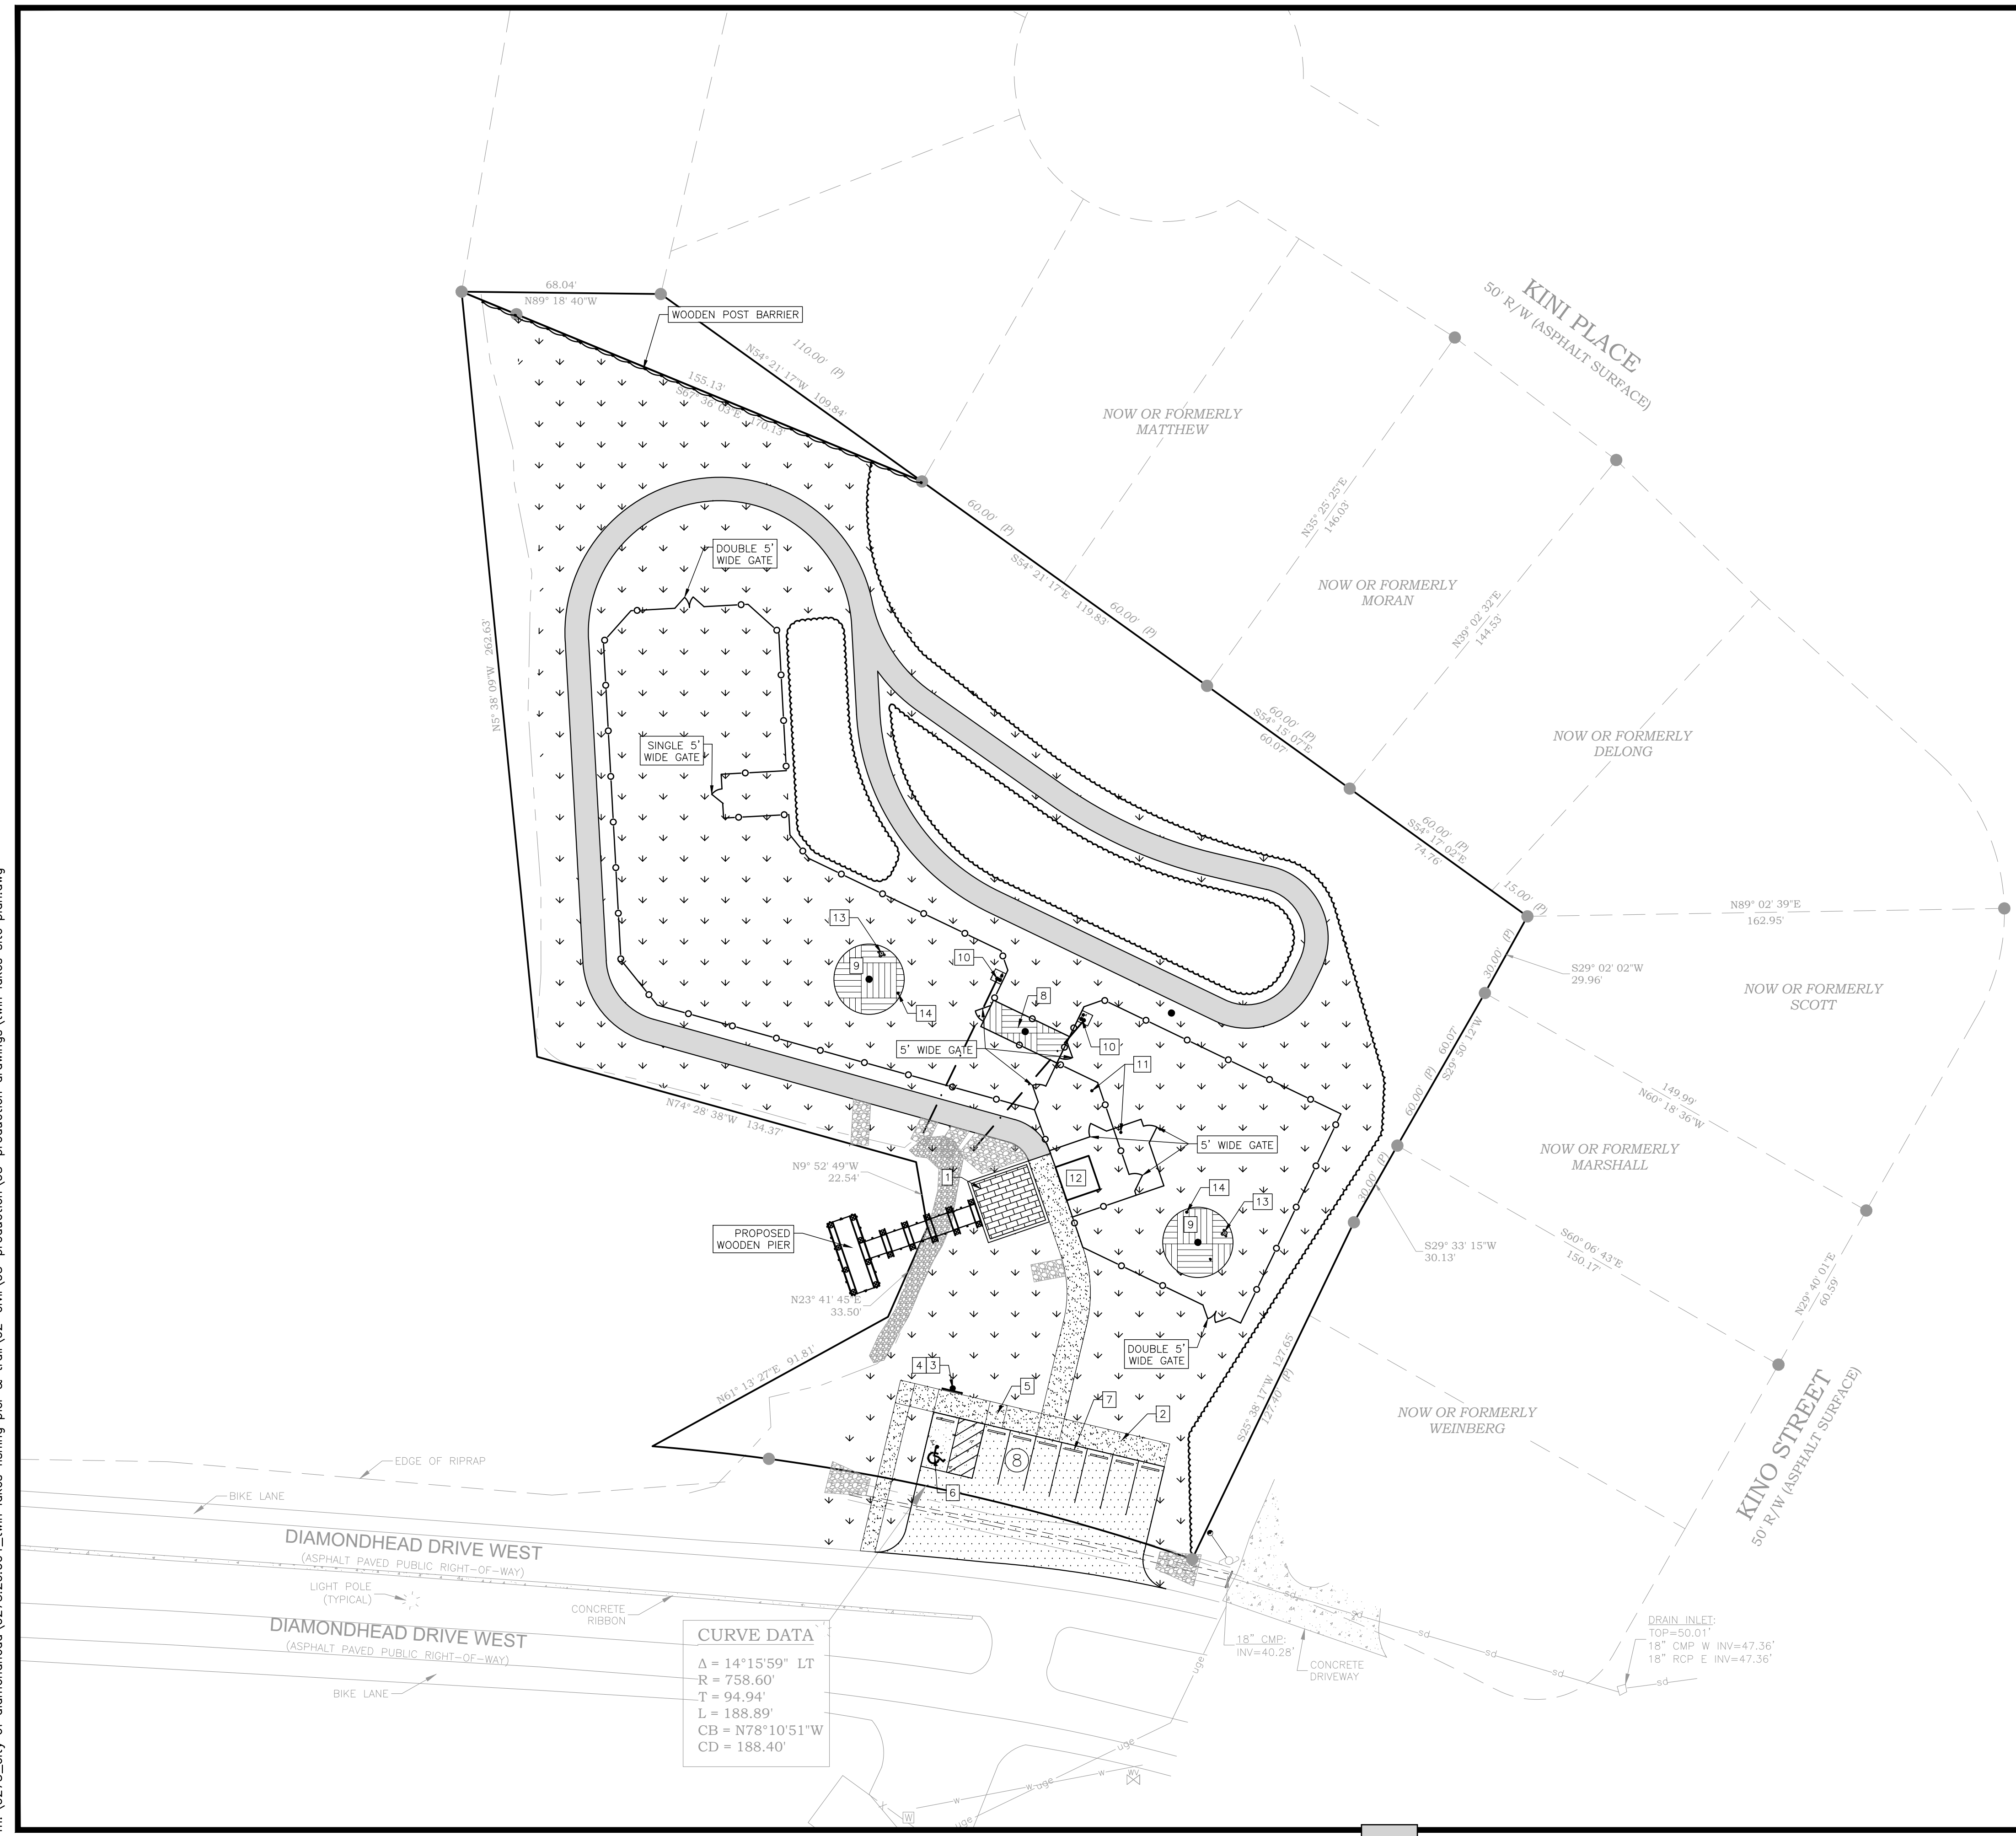 KINI PLACE
50' R/W (ASPHALT SURFACE)
68.04'
N89° 18' 40"W
WOODEN POST BARRIER
110.00' (P)
N54° 21' 17"W 109.84'
155.13'
S67° 36' 03"E 170.13'
NOW OR FORMERLY
MATTHEW
60.00' (P)
S54° 21' 17"E 119.83'
60.00' (P)
N35° 25' 25"E
146.03'
NOW OR FORMERLY
MORAN
N39° 02' 32"E
144.53'
DOUBLE 5'
WIDE GATE
N5° 38' 09"W 262.63'
SINGLE 5'
WIDE GATE
60.00' (P)
S54° 15' 07"E
60.07'
NOW OR FORMERLY
DELONG
60.00' (P)
S54° 17' 02"E
74.76'
15.00' (P)
N89° 02' 39"E
162.95'
30.00' (P)
S29° 02' 02"W
29.96'
NOW OR FORMERLY
SCOTT
13
9
10
14
8
5' WIDE GATE
10
11
60.07'
S29° 50' 12"W
60.00' (P)
149.99'
N60° 18' 36"W
N74° 28' 38"W 134.37'
5' WIDE GATE
NOW OR FORMERLY
MARSHALL
N9° 52' 49"W
22.54'
1
12
14
13
9
30.00' (P)
PROPOSED
WOODEN PIER
S29° 33' 15"W
30.13'
S60° 06' 43"E
150.17'
N29° 40' 01"E
60.59'
N23° 41' 45"E
33.50'
DOUBLE 5'
WIDE GATE
S25° 38' 17"W 127.65'
127.40' (P)
N61° 13' 27"E 91.81'
4 3
5
7
2
8
6
NOW OR FORMERLY
WEINBERG
KINO STREET
50' R/W (ASPHALT SURFACE)
EDGE OF RIPRAP
BIKE LANE
DIAMONDHEAD DRIVE WEST
(ASPHALT PAVED PUBLIC RIGHT-OF-WAY)
LIGHT POLE
(TYPICAL)
CONCRETE
RIBBON
DIAMONDHEAD DRIVE WEST
(ASPHALT PAVED PUBLIC RIGHT-OF-WAY)
BIKE LANE
CURVE DATA
Δ = 14°15'59" LT
R = 758.60'
T = 94.94'
L = 188.89'
CB = N78°10'51"W
CD = 188.40'
18" CMP:
INV=40.28'
CONCRETE
DRIVEWAY
DRAIN INLET:
TOP=50.01'
18" CMP W INV=47.36'
18" RCP E INV=47.36'
sd
sd
sd
sd
sd
sd
uge
uge
uge
uge
w
w
w
WV
W